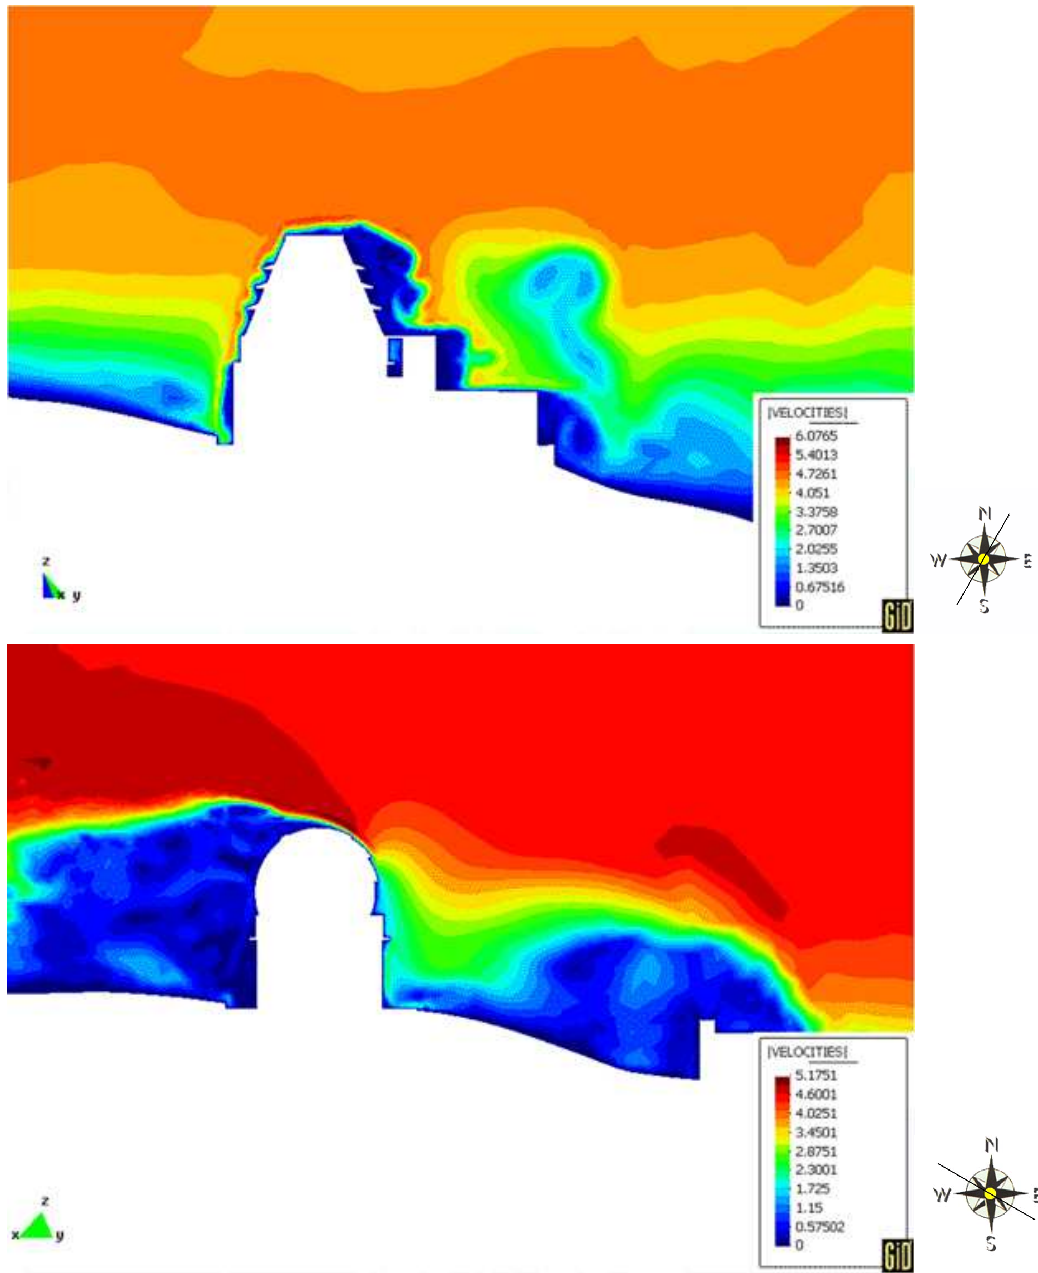 |VELOCITIES|
6.0765
5.4013
4.7261
4.051
3.3758
2.7007
2.0255
1.3503
0.67516
0
z
x y
GiD
N
W E
S
|VELOCITIES|
5.1751
4.6001
4.0251
3.4501
2.8751
2.3001
1.725
1.15
0.57502
0
z
x y
GiD
N
W E
S